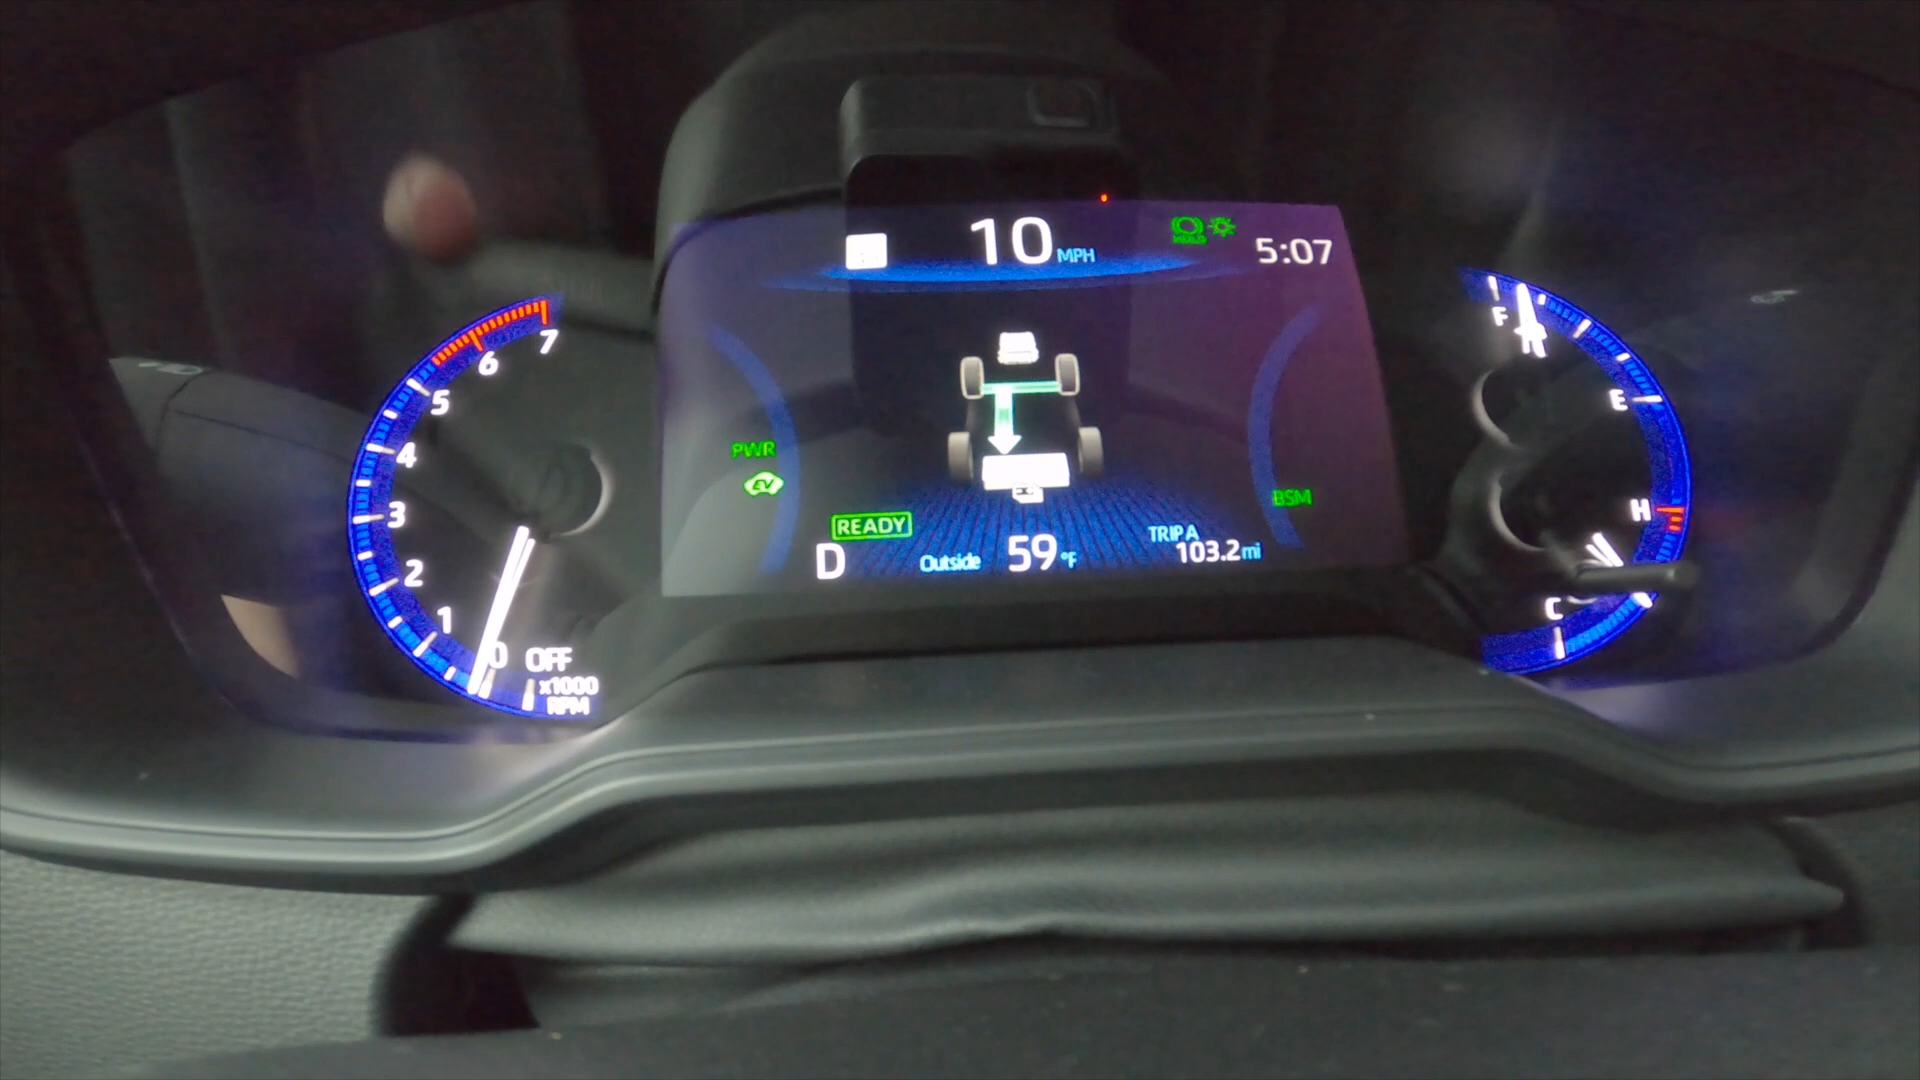 10 MPH
5:07
7
6
5
4
3
2
1
0 OFF
x1000
RPM
PWR
EV
READY
D
Outside 59 °F
TRIP A
103.2 mi
BSM
F
E
H
C